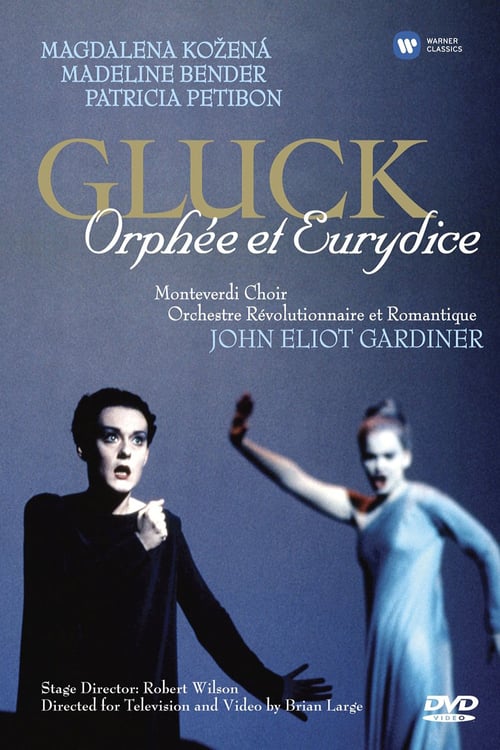 MAGDALENA KOŽENÁ
MADELINE BENDER
PATRICIA PETIBON
WARNER
CLASSICS
GLUCK
Orphée et Eurydice
Monteverdi Choir
Orchestre Révolutionnaire et Romantique
JOHN ELIOT GARDINER
Stage Director: Robert Wilson
Directed for Television and Video by Brian Large
DVD
VIDEO